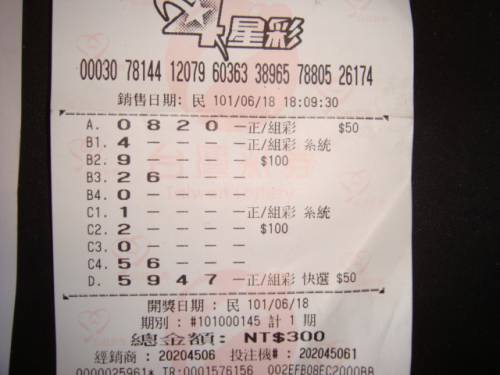 4星彩
00030 78144 12079 60363 38965 78805 26174
銷售日期: 民 101/06/18 18:09:30
A. 0 8 2 0 —正/組彩 $50
B1. 4 — — — —正/組彩 系統
B2. 9 — — — — $100
B3. 2 6 — — —
B4. 0 — — — —
C1. 1 — — — —正/組彩 系統
C2. 2 — — — — $100
C3. 0 — — — —
C4. 5 6 — — —
D. 5 9 4 7 —正/組彩 快選 $50
開獎日期 : 民 101/06/18
期別 : #101000145 計 1 期
總金額: NT$300
經銷商 : 20204506 投注機# : 202045061
0000025961* TR:0001576156 002EFB08EC2000BB